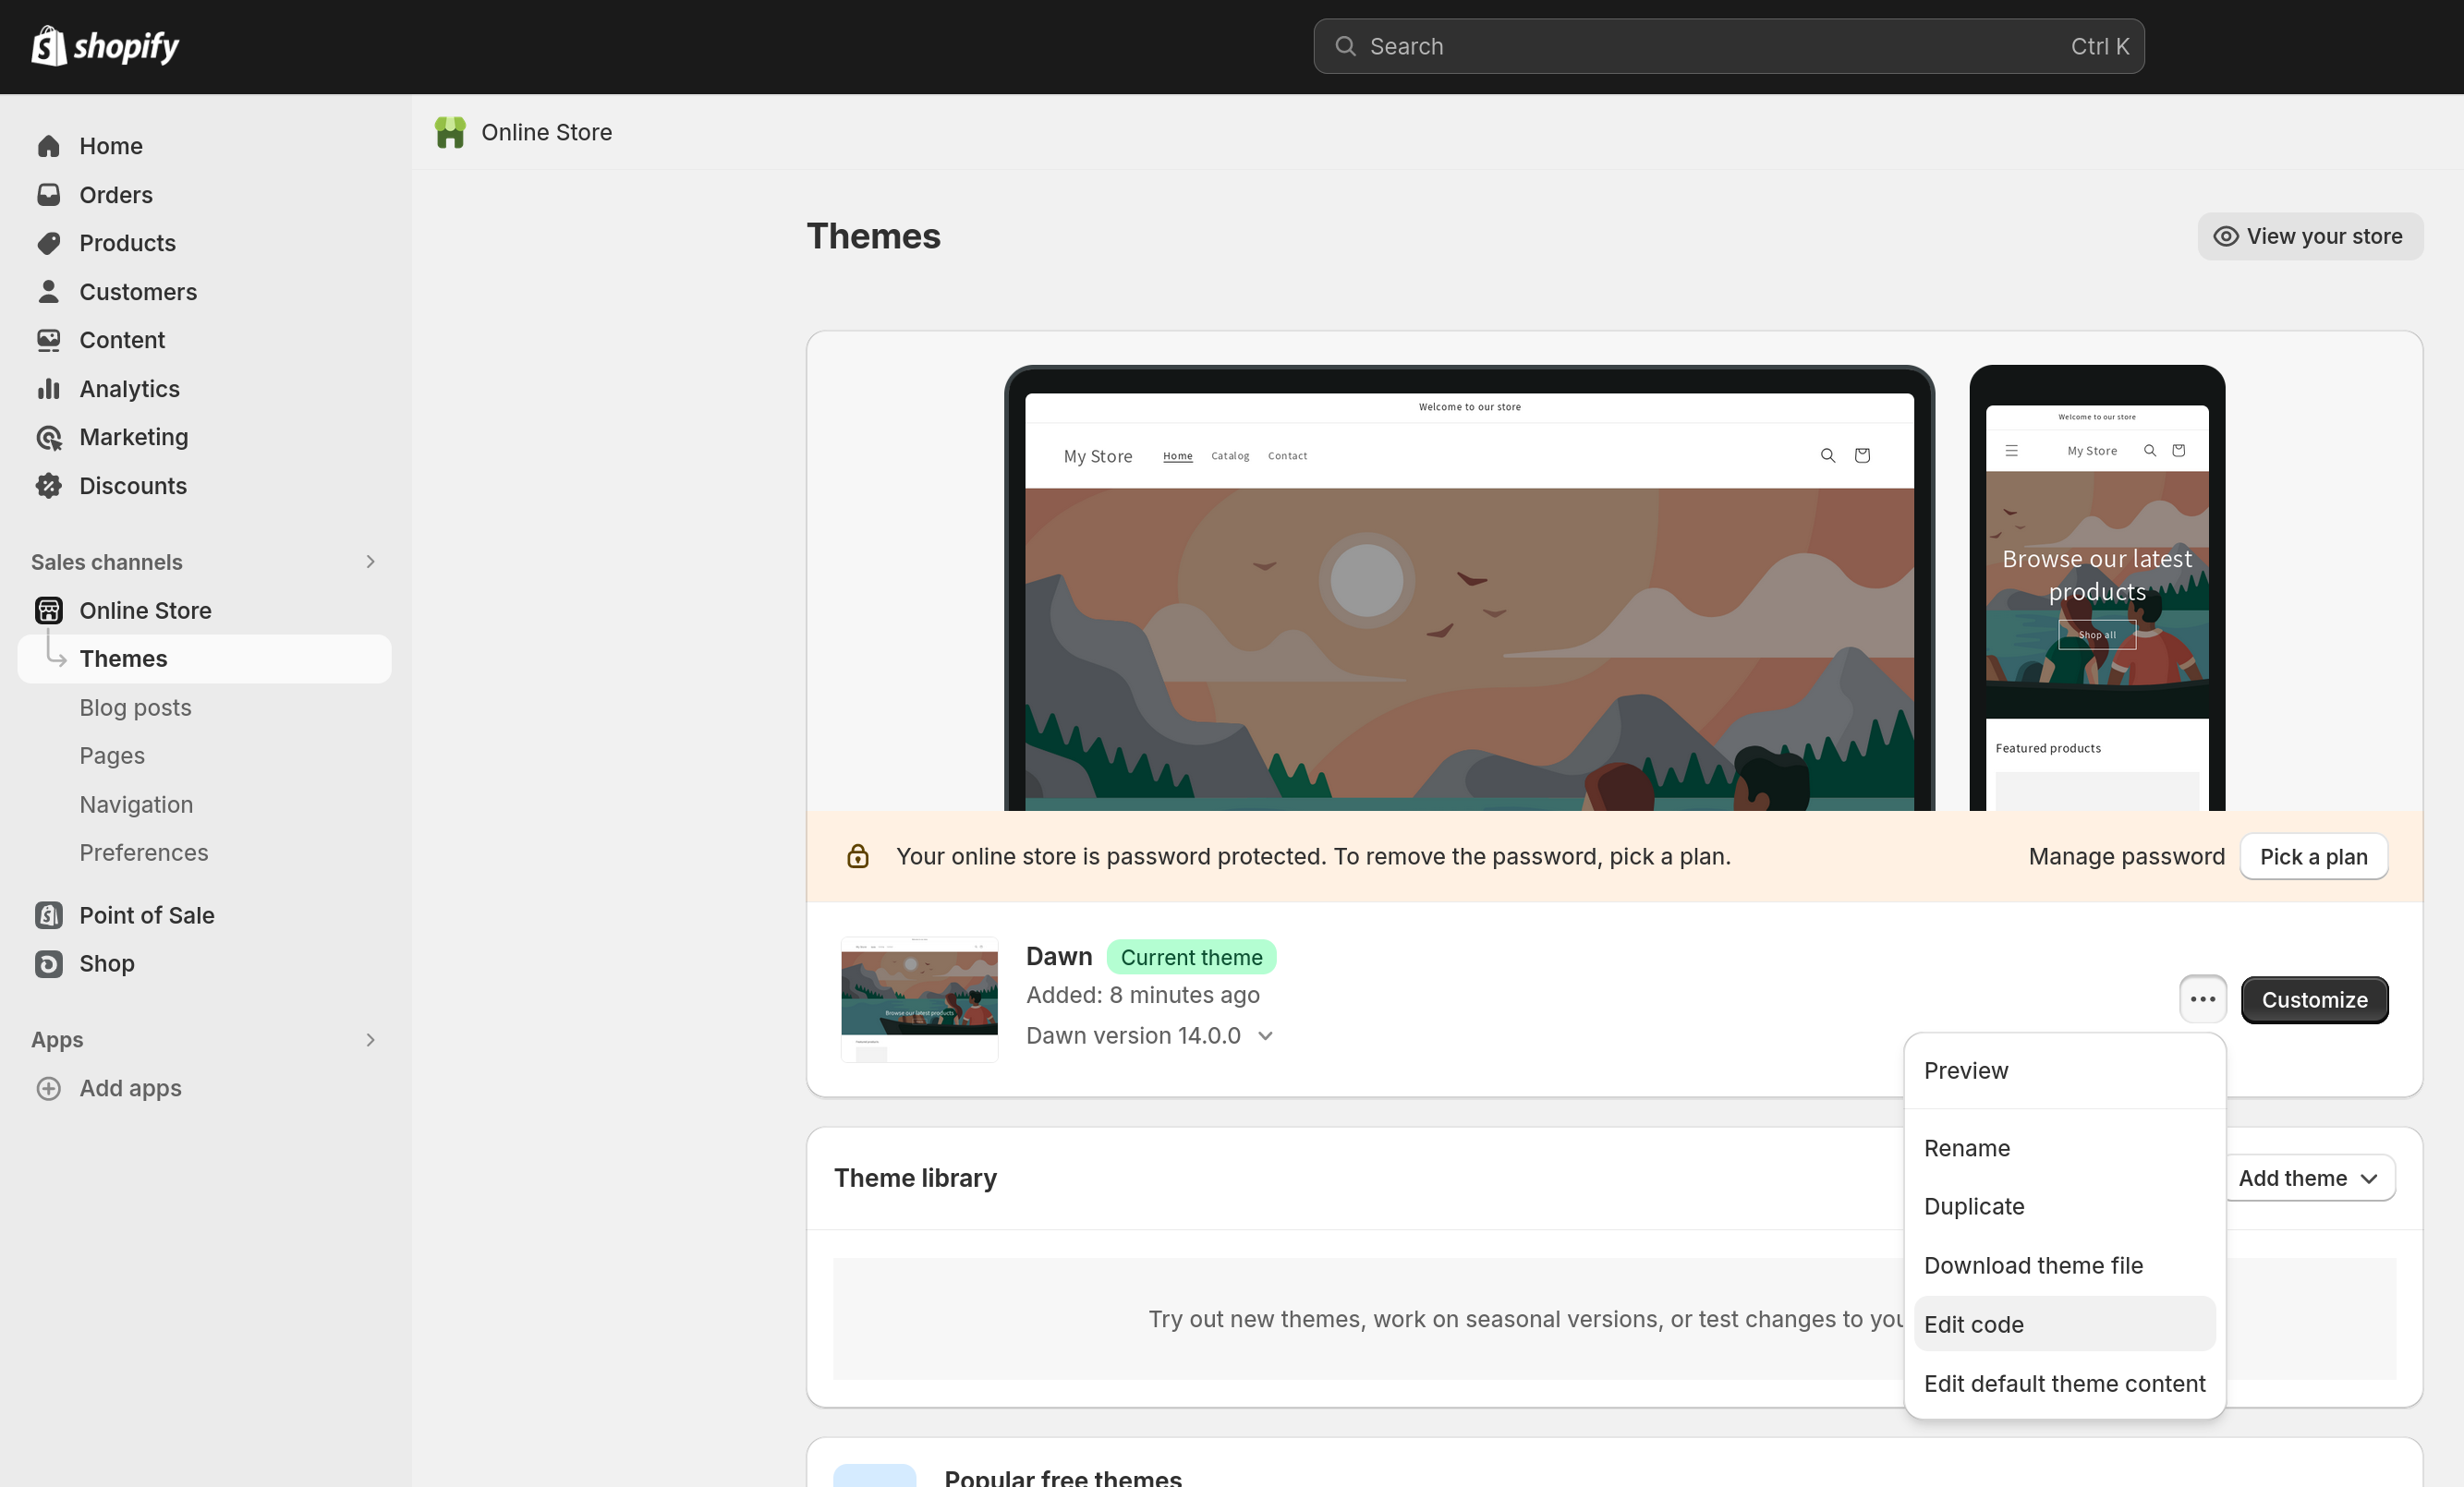 shopify
Search
Ctrl K
Home
Orders
Products
Customers
Content
Analytics
Marketing
Discounts
Sales channels
Online Store
Themes
Blog posts
Pages
Navigation
Preferences
Point of Sale
Shop
Apps
Add apps
Online Store
Themes
View your store
Welcome to our store
My Store Home Catalog Contact
Welcome to our store
My Store
Browse our latest
products
Shop all
Featured products
Your online store is password protected. To remove the password, pick a plan.
Manage password
Pick a plan
Browse our latest products
Dawn
Current theme
Added: 8 minutes ago
Dawn version 14.0.0
Customize
Preview
Rename
Duplicate
Download theme file
Edit code
Edit default theme content
Theme library
Add theme
Try out new themes, work on seasonal versions, or test changes to you
Popular free themes